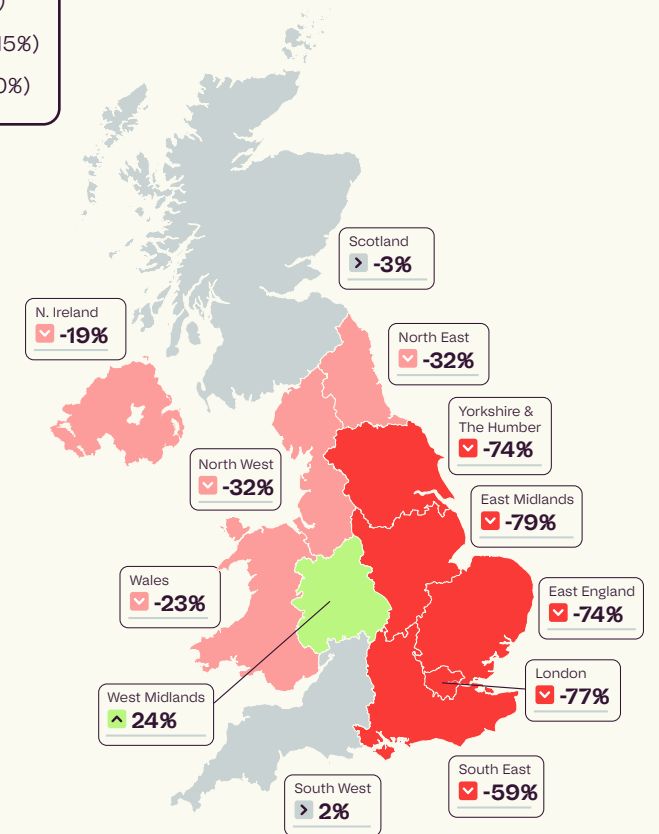 )
15%)
0%)
Scotland
-3%
N. Ireland
-19%
North East
-32%
Yorkshire &
The Humber
-74%
North West
-32%
East Midlands
-79%
Wales
-23%
East England
-74%
London
-77%
West Midlands
24%
South East
-59%
South West
2%